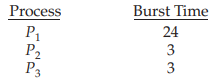 Process Burst Time
P₁ 24
P₂ 3
P₃ 3